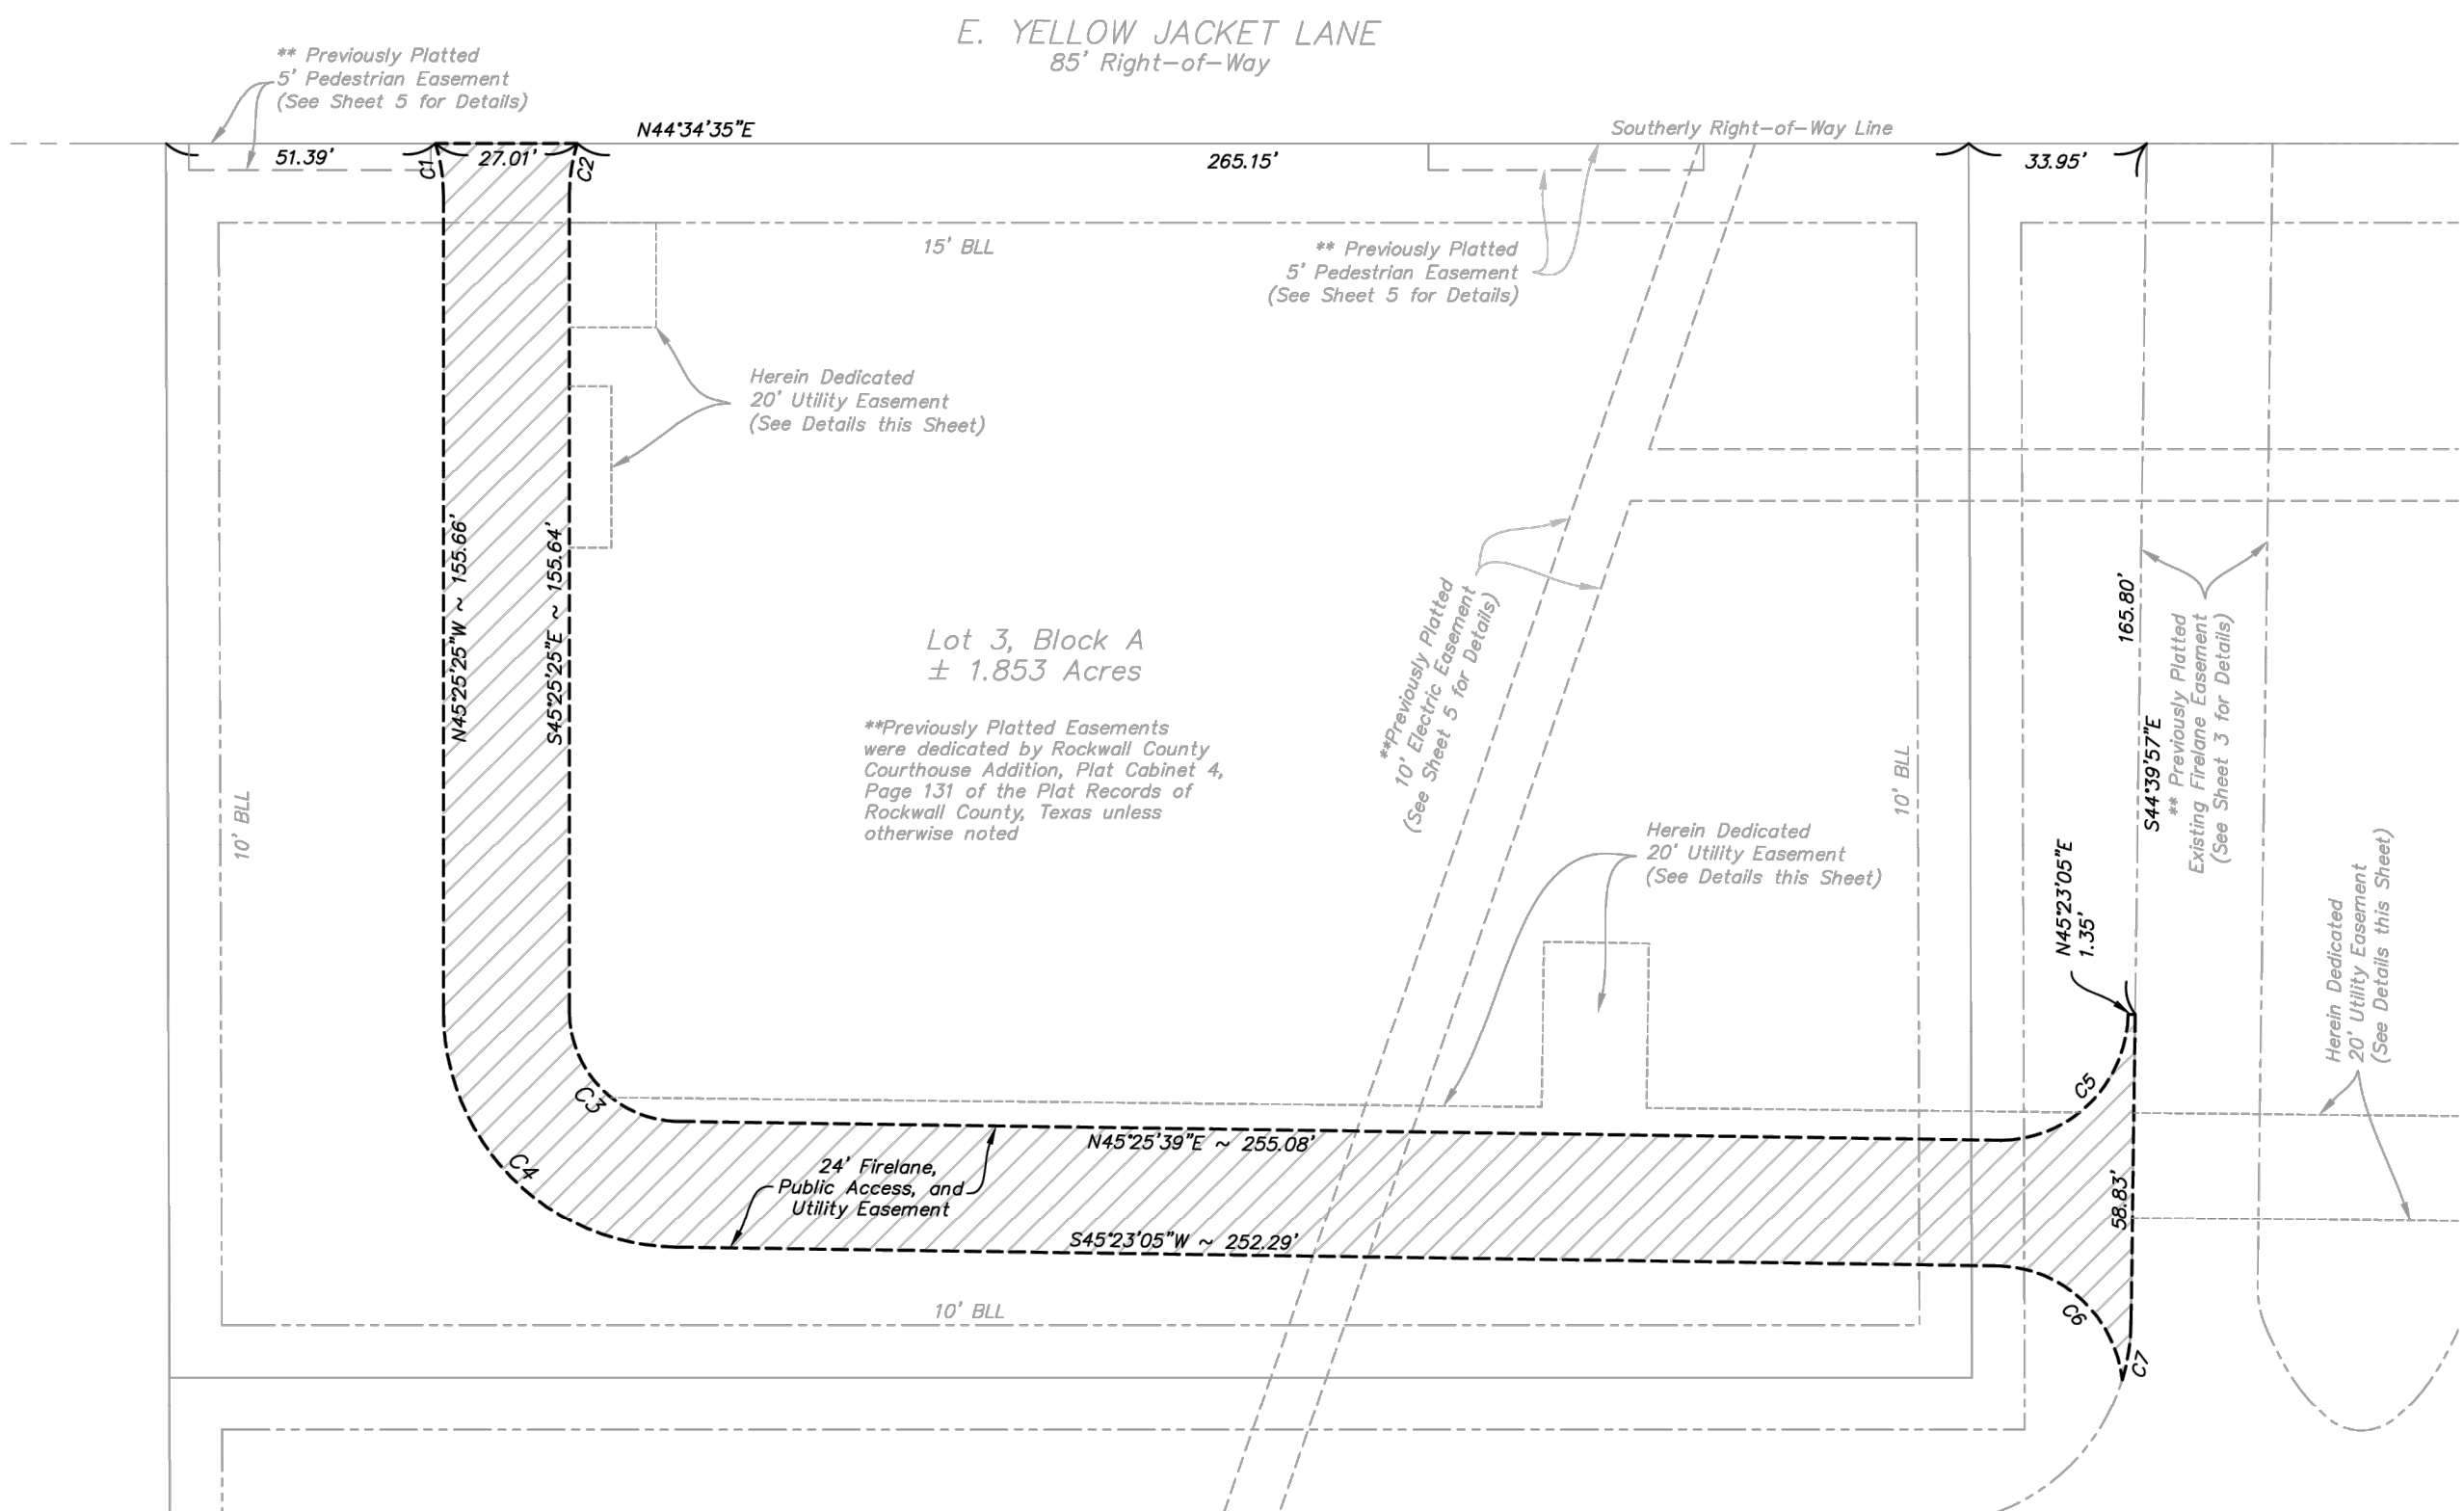 E. YELLOW JACKET LANE
85' Right-of-Way
** Previously Platted
5' Pedestrian Easement
(See Sheet 5 for Details)
N44°34'35"E
Southerly Right-of-Way Line
51.39'
C1
27.01'
C2
265.15'
33.95'
15' BLL
** Previously Platted
5' Pedestrian Easement
(See Sheet 5 for Details)
Herein Dedicated
20' Utility Easement
(See Details this Sheet)
N45°25'25"W ~ 155.66'
S45°25'25"E ~ 155.64'
Lot 3, Block A
± 1.853 Acres
**Previously Platted Easements
were dedicated by Rockwall County
Courthouse Addition, Plat Cabinet 4,
Page 131 of the Plat Records of
Rockwall County, Texas unless
otherwise noted
**Previously Platted
10' Electric Easement
(See Sheet 5 for Details)
165.80'
S44°39'57"E
** Previously Platted
Existing Firelane Easement
(See Sheet 3 for Details)
10' BLL
10' BLL
Herein Dedicated
20' Utility Easement
(See Details this Sheet)
N45°23'05"E
1.35'
Herein Dedicated
20' Utility Easement
(See Details this Sheet)
C3
C4
C5
N45°25'39"E ~ 255.08'
24' Firelane,
Public Access, and
Utility Easement
S45°23'05"W ~ 252.29'
58.83'
10' BLL
C6
C7